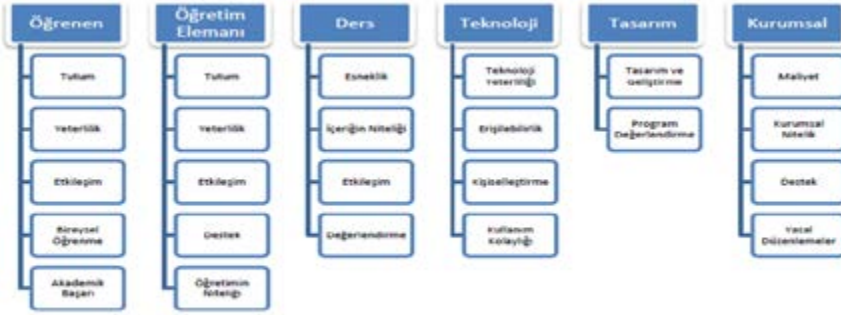 Öğrenen
Tutum
Yeterlilik
Etkileşim
Bireysel
Öğrenme
Akademik
Başarı
Öğretim
Elemanı
Tutum
Yeterlilik
Etkileşim
Destek
Öğretimin
Niteliği
Ders
Esneklik
İçeriğin Niteliği
Etkileşim
Değerlendirme
Teknoloji
Teknoloji
Yeterliliği
Erişilebilirlik
Kişiselleştirme
Kullanım
Kolaylığı
Tasarım
Tasarım ve
Geliştirme
Program
Değerlendirme
Kurumsal
Maliyet
Kurumsal
Nitelik
Destek
Yasal
Düzenlemeler